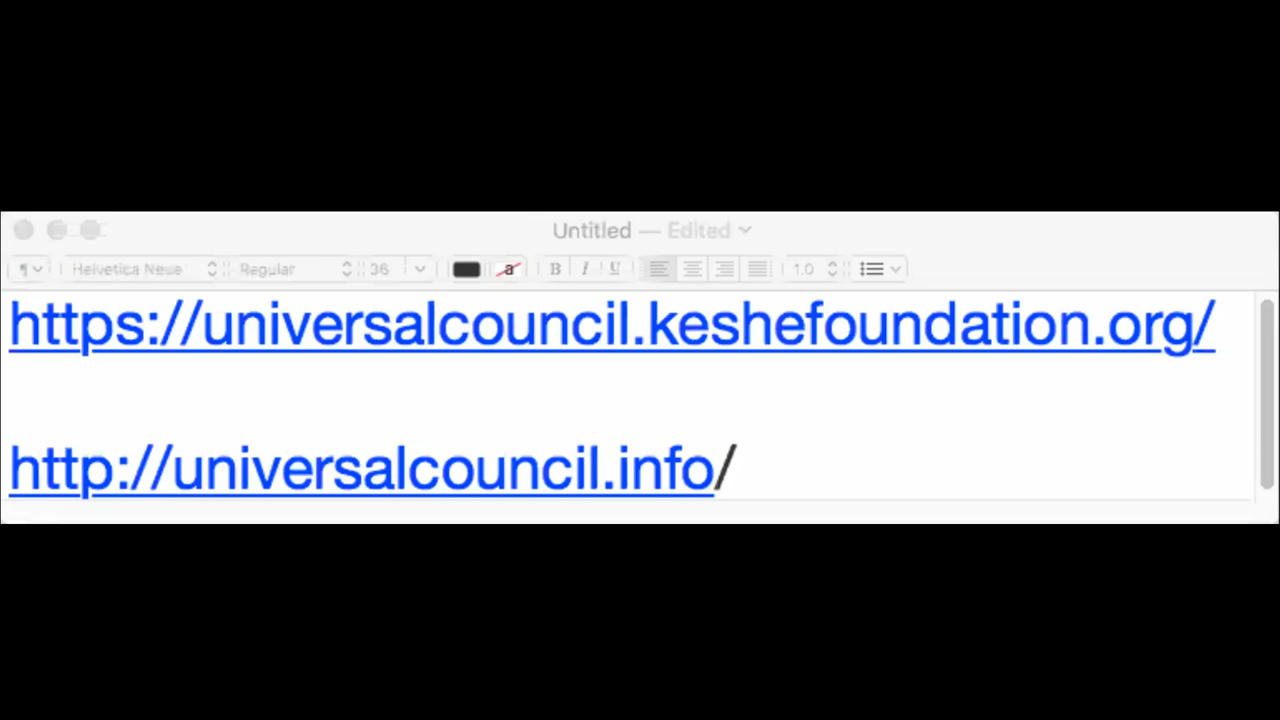 Untitled — Edited
¶ Helvetica Neue Regular 36 a B I U 1.0
https://universalcouncil.keshefoundation.org/
http://universalcouncil.info/